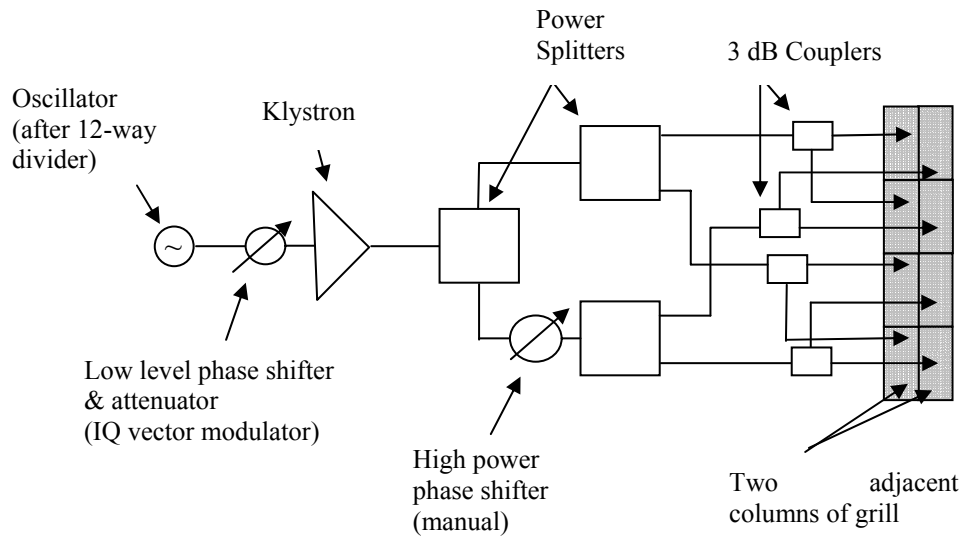 Power
Splitters
3 dB Couplers
Oscillator
(after 12-way
divider)
Klystron
~
Low level phase shifter
& attenuator
(IQ vector modulator)
High power
phase shifter
(manual)
Two adjacent
columns of grill